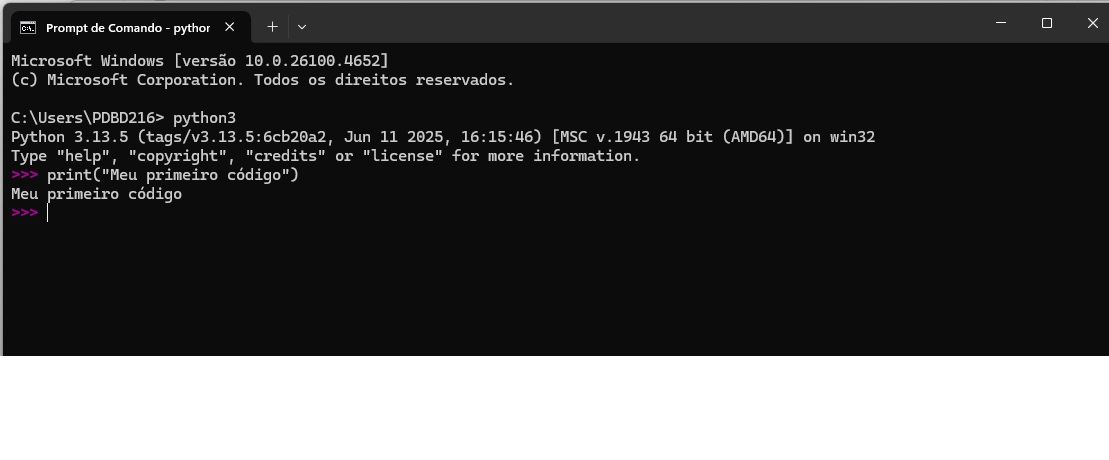 Prompt de Comando - python
Microsoft Windows [versão 10.0.26100.4652]
(c) Microsoft Corporation. Todos os direitos reservados.
C:\Users\PDBD216> python3
Python 3.13.5 (tags/v3.13.5:6cb20a2, Jun 11 2025, 16:15:46) [MSC v.1943 64 bit (AMD64)] on win32
Type "help", "copyright", "credits" or "license" for more information.
>>> print("Meu primeiro código")
Meu primeiro código
>>>